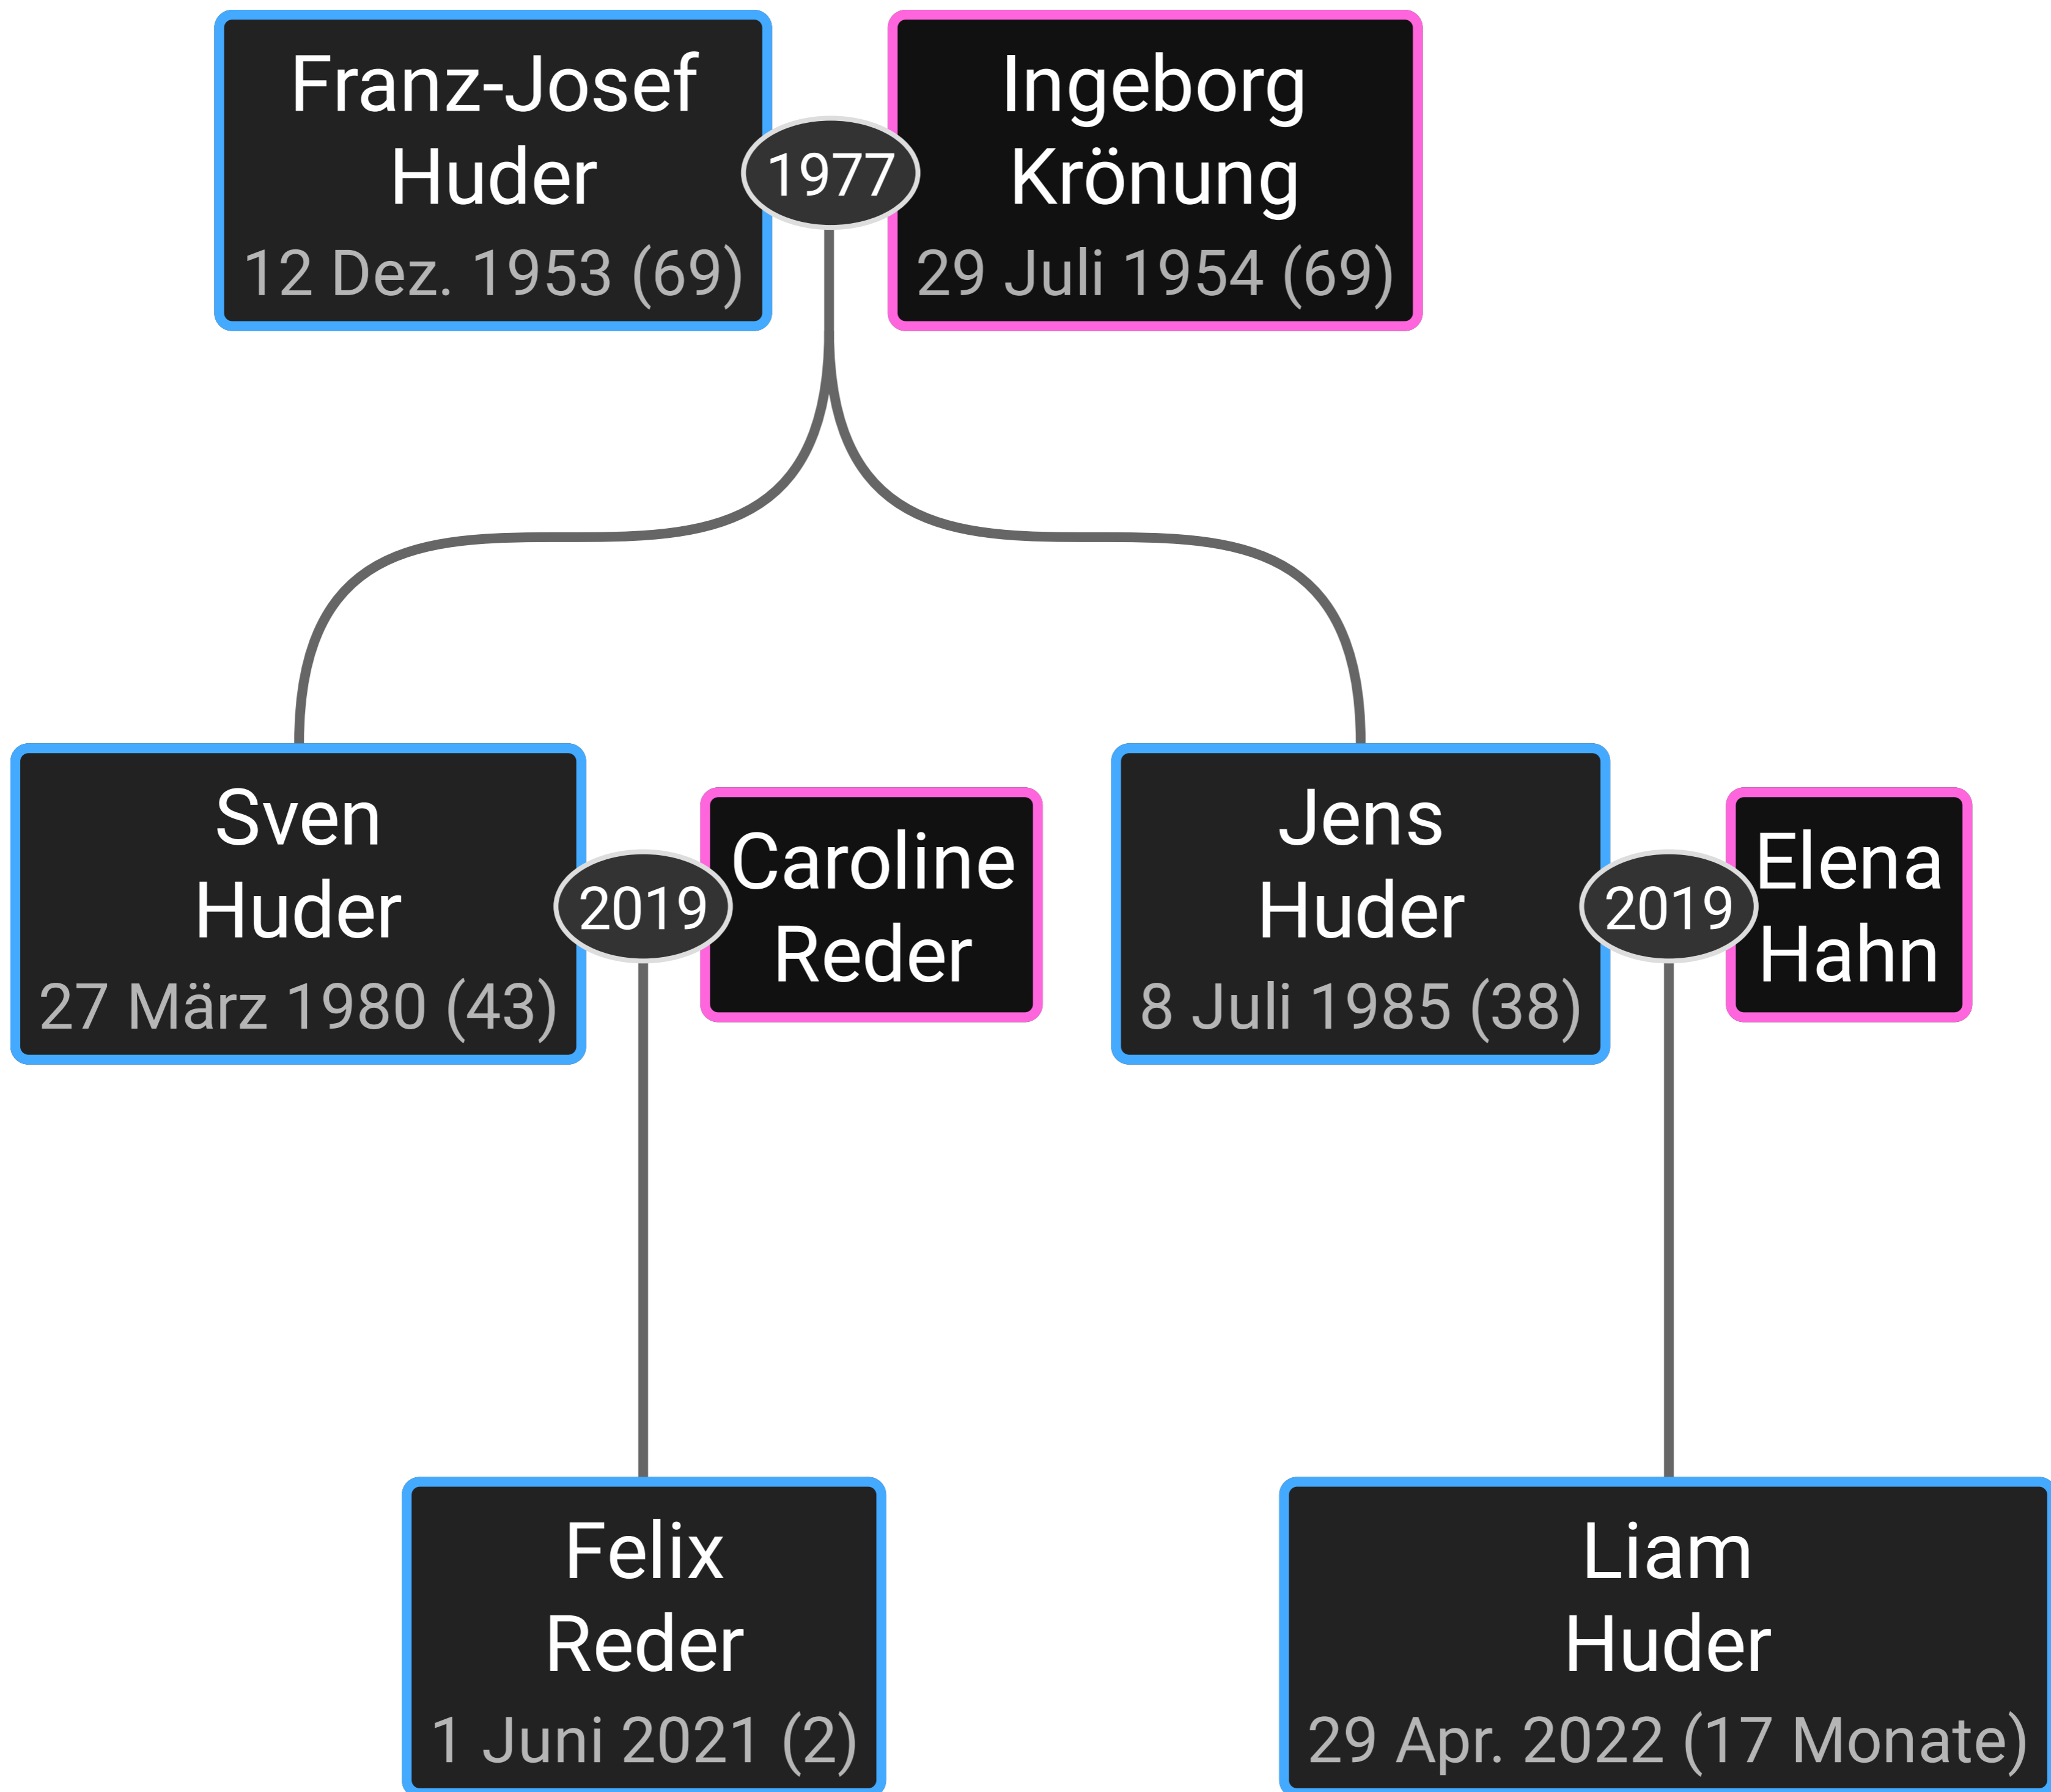 Franz-Josef
Huder
12 Dez. 1953 (69)
1977
Ingeborg
Krönung
29 Juli 1954 (69)
Sven
Huder
27 März 1980 (43)
2019
Caroline
Reder
Jens
Huder
8 Juli 1985 (38)
2019
Elena
Hahn
Felix
Reder
1 Juni 2021 (2)
Liam
Huder
29 Apr. 2022 (17 Monate)